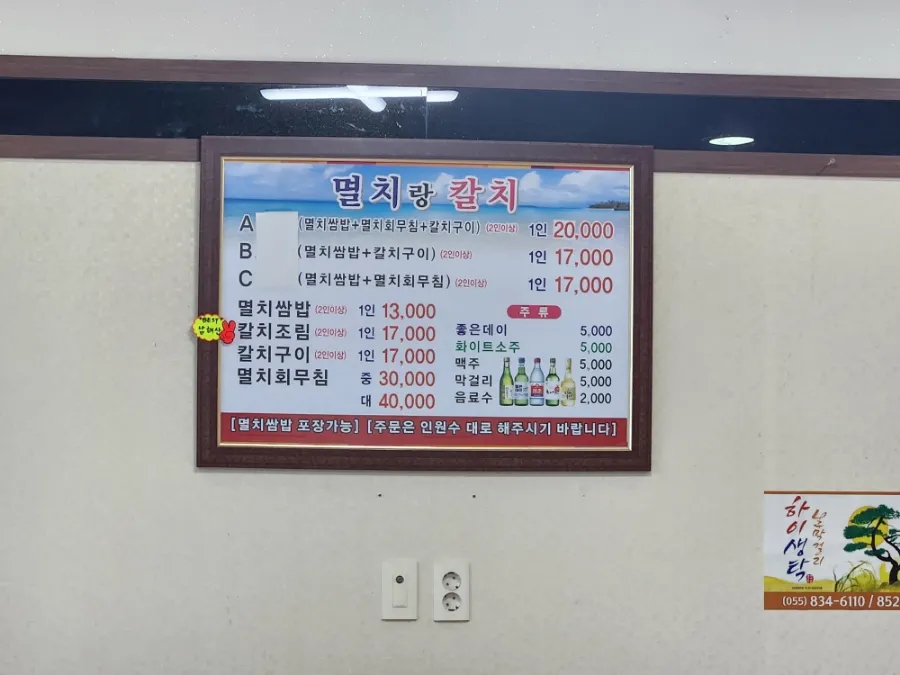 멸치랑 칼치
A (멸치쌈밥+멸치회무침+칼치구이) (2인이상) 1인 20,000
B. (멸치쌈밥+칼치구이) (2인이상) 1인 17,000
C (멸치쌈밥+멸치회무침) (2인이상) 1인 17,000
멸치쌈밥 (2인이상) 1인 13,000
BEST
칼치조림 (2인이상) 1인 17,000
칼치구이 (2인이상) 1인 17,000
멸치회무침 중 30,000
대 40,000
주류
좋은데이 5,000
화이트소주 5,000
맥주 5,000
막걸리 5,000
음료수 2,000
[멸치쌈밥 포장가능] [주문은 인원수 대로 해주시기 바랍니다]
하이생탁
생막걸리
(055) 834-6110 / 852